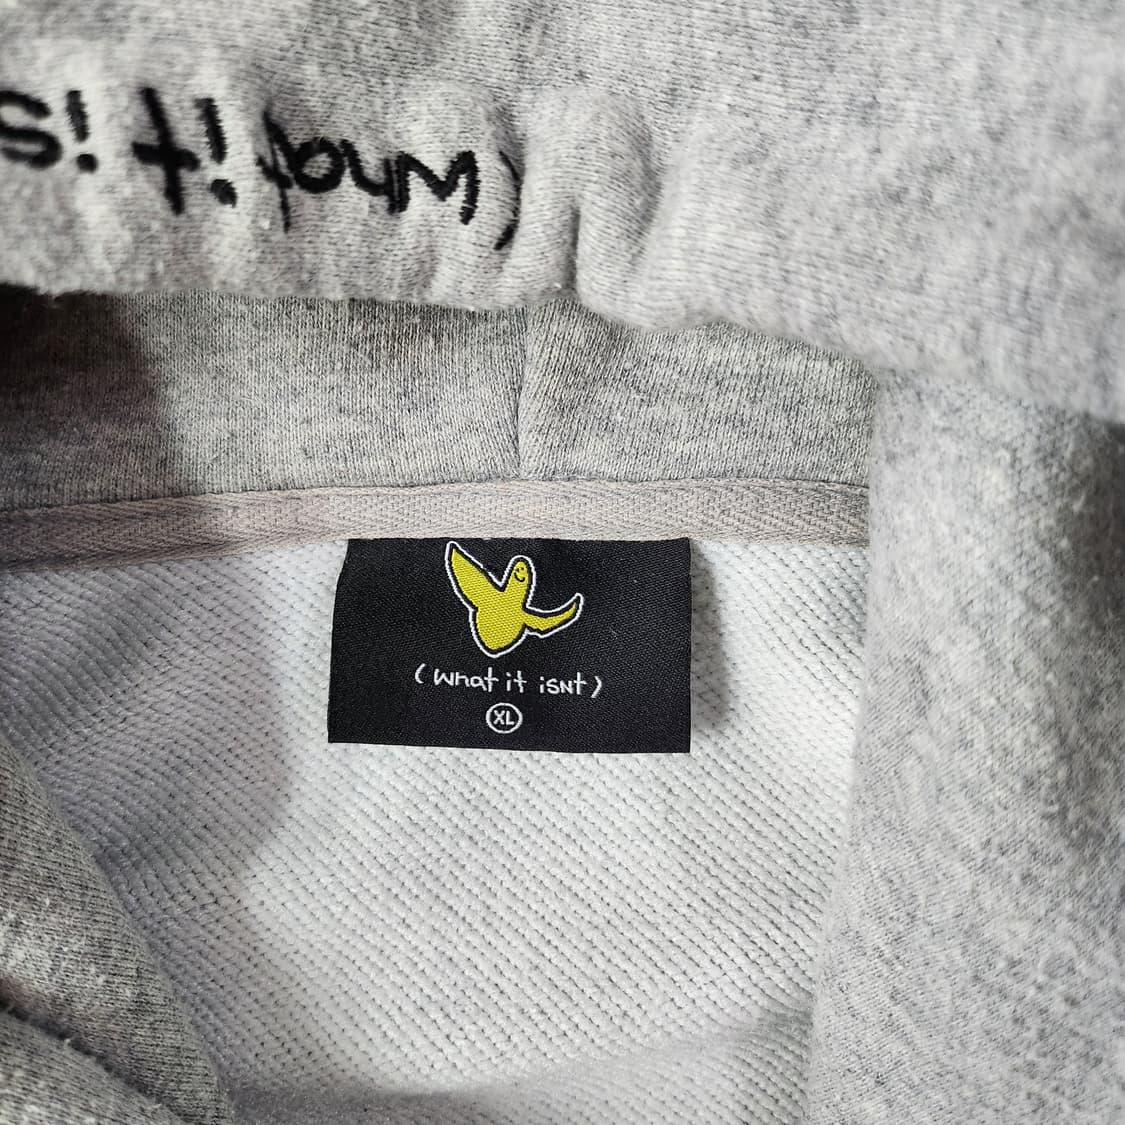 (what it is
(what it isNt)
XL